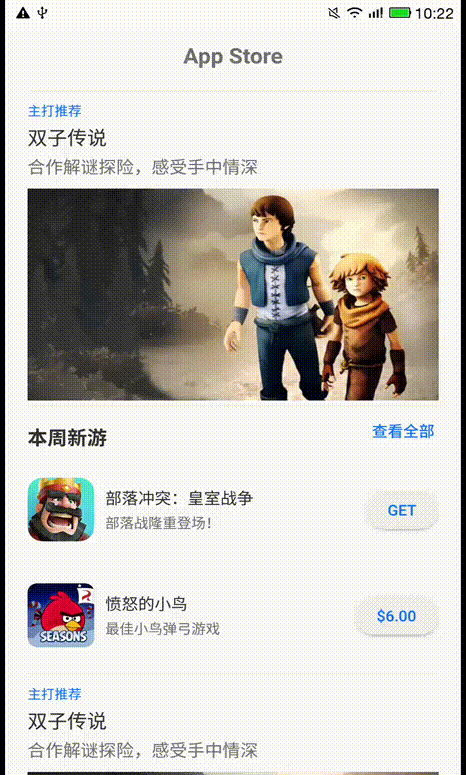 10:22
App Store
主打推荐
双子传说
合作解谜探险，感受手中情深
本周新游
查看全部
部落冲突：皇室战争
部落战隆重登场！
GET
愤怒的小鸟
最佳小鸟弹弓游戏
$6.00
SEASONS
主打推荐
双子传说
合作解谜探险，感受手中情深